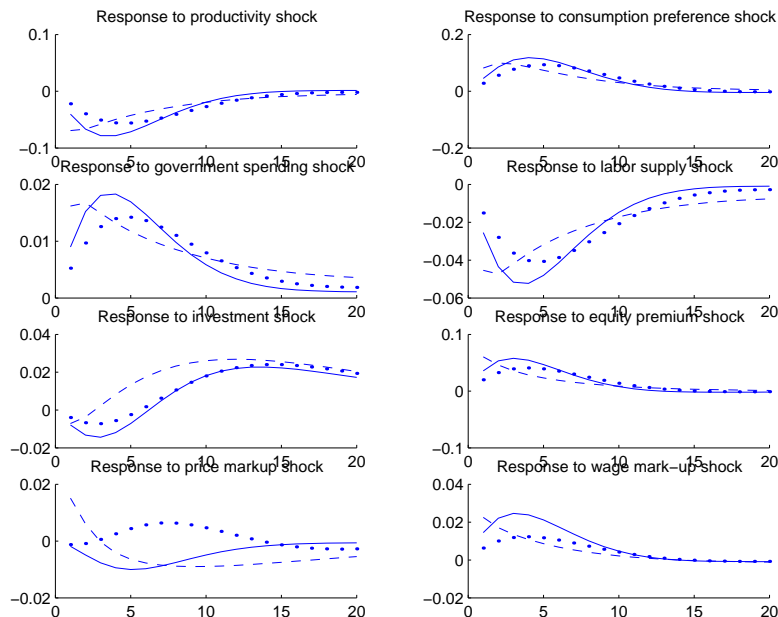 Response to productivity shock
0.1
0
−0.1
0 5 10 15 20
Response to consumption preference shock
0.2
0
−0.2
0 5 10 15 20
Response to government spending shock
0.02
0.01
0
0 5 10 15 20
Response to labor supply shock
0
−0.02
−0.04
−0.06
0 5 10 15 20
Response to investment shock
0.04
0.02
0
−0.02
0 5 10 15 20
Response to equity premium shock
0.1
0
−0.1
0 5 10 15 20
Response to price markup shock
0.02
0
−0.02
0 5 10 15 20
Response to wage mark−up shock
0.04
0.02
0
−0.02
0 5 10 15 20